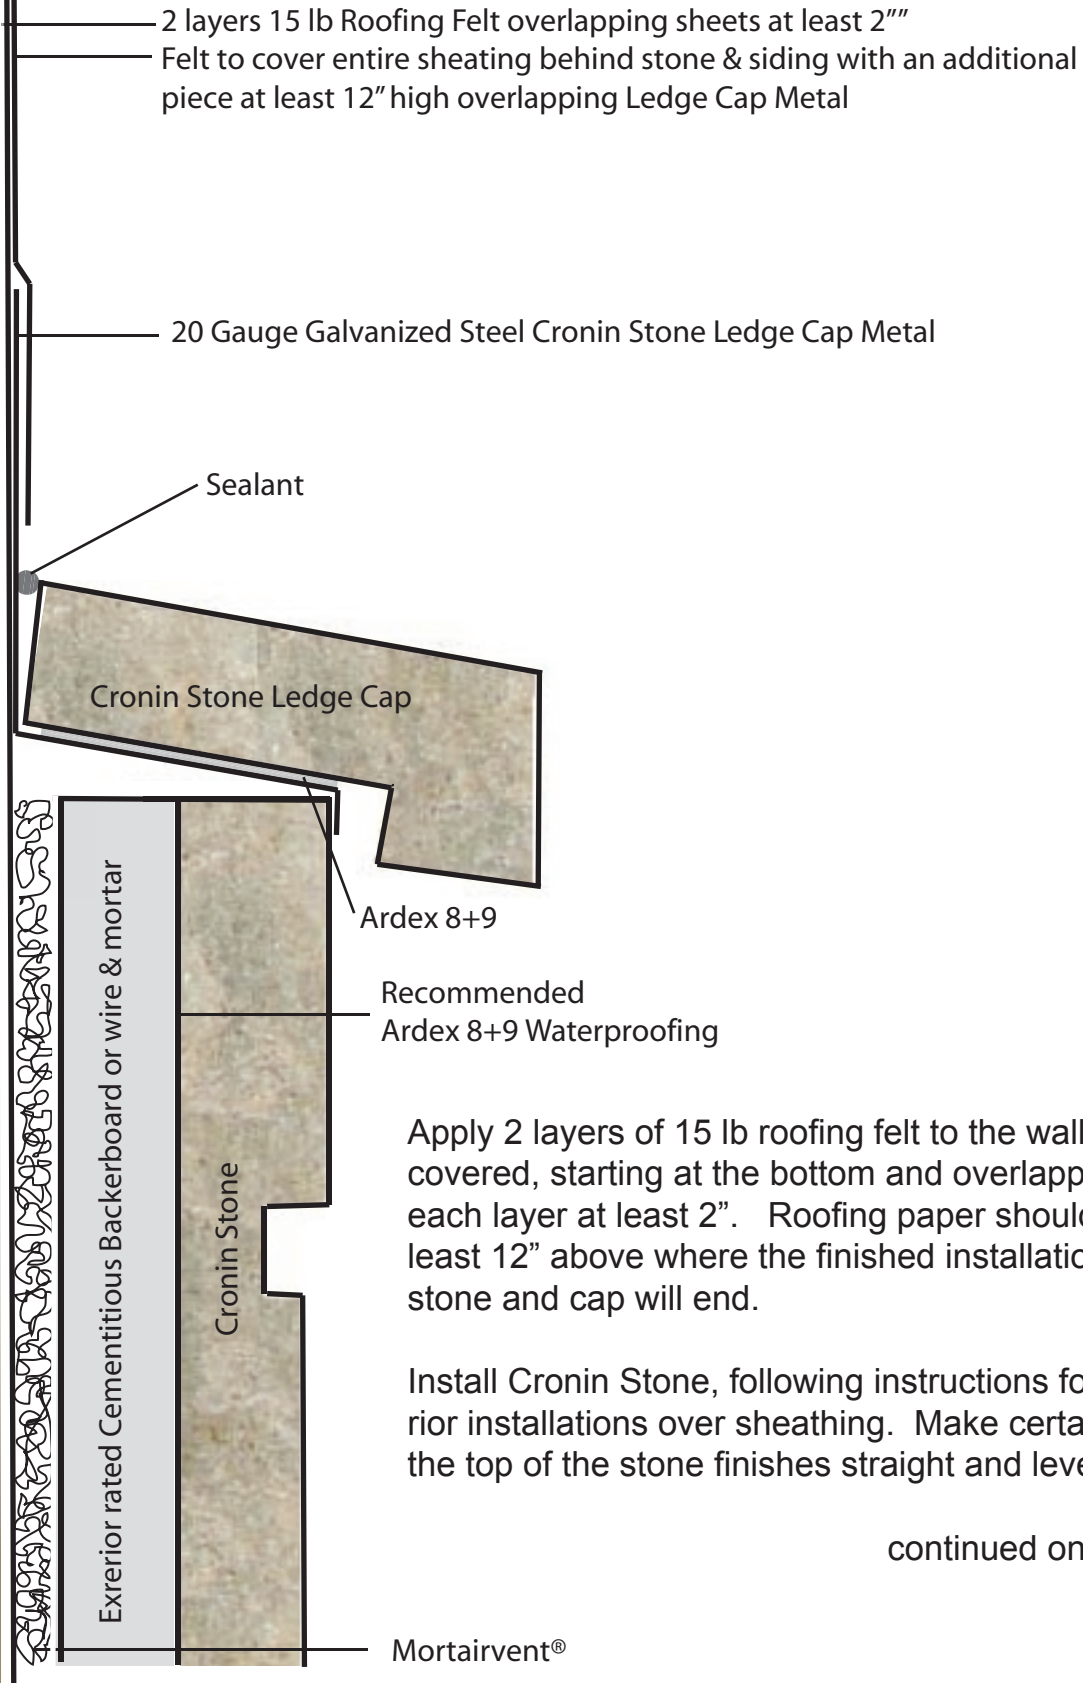 2 layers 15 lb Roofing Felt overlapping sheets at least 2””
Felt to cover entire sheating behind stone & siding with an additional
piece at least 12” high overlapping Ledge Cap Metal
20 Gauge Galvanized Steel Cronin Stone Ledge Cap Metal
Sealant
Cronin Stone Ledge Cap
Ardex 8+9
Recommended
Ardex 8+9 Waterproofing
Exrerior rated Cementitious Backerboard or wire & mortar
Cronin Stone
Apply 2 layers of 15 lb roofing felt to the wall
covered, starting at the bottom and overlapp
each layer at least 2”.   Roofing paper should
least 12” above where the finished installatio
stone and cap will end.
Install Cronin Stone, following instructions fo
rior installations over sheathing.  Make certa
the top of the stone finishes straight and leve
continued on
Mortairvent®